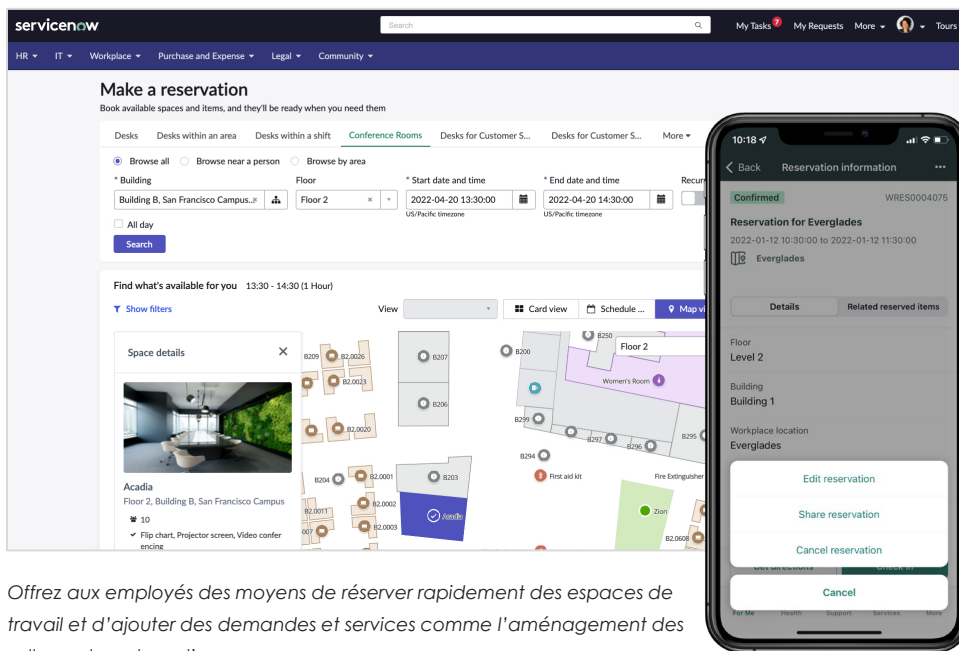 servicenow
Search
My Tasks 7 My Requests More Tours
HR IT Workplace Purchase and Expense Legal Community
Make a reservation
Book available spaces and items, and they'll be ready when you need them
Desks Desks within an area Desks within a shift Conference Rooms Desks for Customer S... Desks for Customer S... More
Browse all Browse near a person Browse by area
* Building Floor * Start date and time * End date and time
Building B, San Francisco Campus.. Floor 2 2022-04-20 13:30:00 2022-04-20 14:30:00
US/Pacific timezone US/Pacific timezone
All day
Search
Find what's available for you 13:30 - 14:30 (1 Hour)
Show filters View Card view Schedule ... Map
Space details
Acadia
Floor 2, Building B, San Francisco Campus
10
Flip chart, Projector screen, Video confer
encing
B209 B2.0026 B207 B200 B250 Floor 2
B2.0023 Women's Room
B206
B2.0020 B299 B297 B296 B295
B294
B204 B2.0001 B203 First aid kit Fire Extinguisher
B2.0011 B2.0002 Acadia Zion
B2.0003 B2.0608
10:18
Back Reservation information
Confirmed WRES0004075
Reservation for Everglades
2022-01-12 10:30:00 to 2022-01-12 11:30:00
Everglades
Details Related reserved items
Floor
Level 2
Building
Building 1
Workplace location
Everglades
Edit reservation
Share reservation
Cancel reservation
Cancel
For Me Health Support Services More
Offrez aux employés des moyens de réserver rapidement des espaces de
travail et d'ajouter des demandes et services comme l'aménagement des